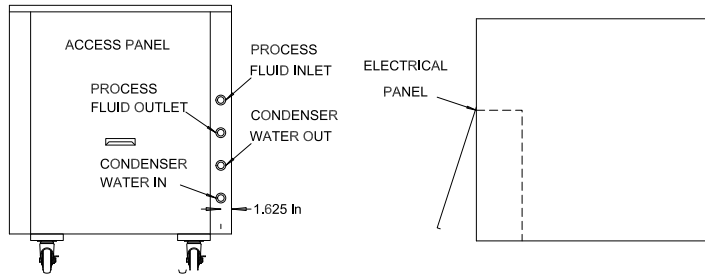 ACCESS PANEL
PROCESS
FLUID INLET
PROCESS
FLUID OUTLET
CONDENSER
WATER OUT
CONDENSER
WATER IN
1.625 In
ELECTRICAL
PANEL